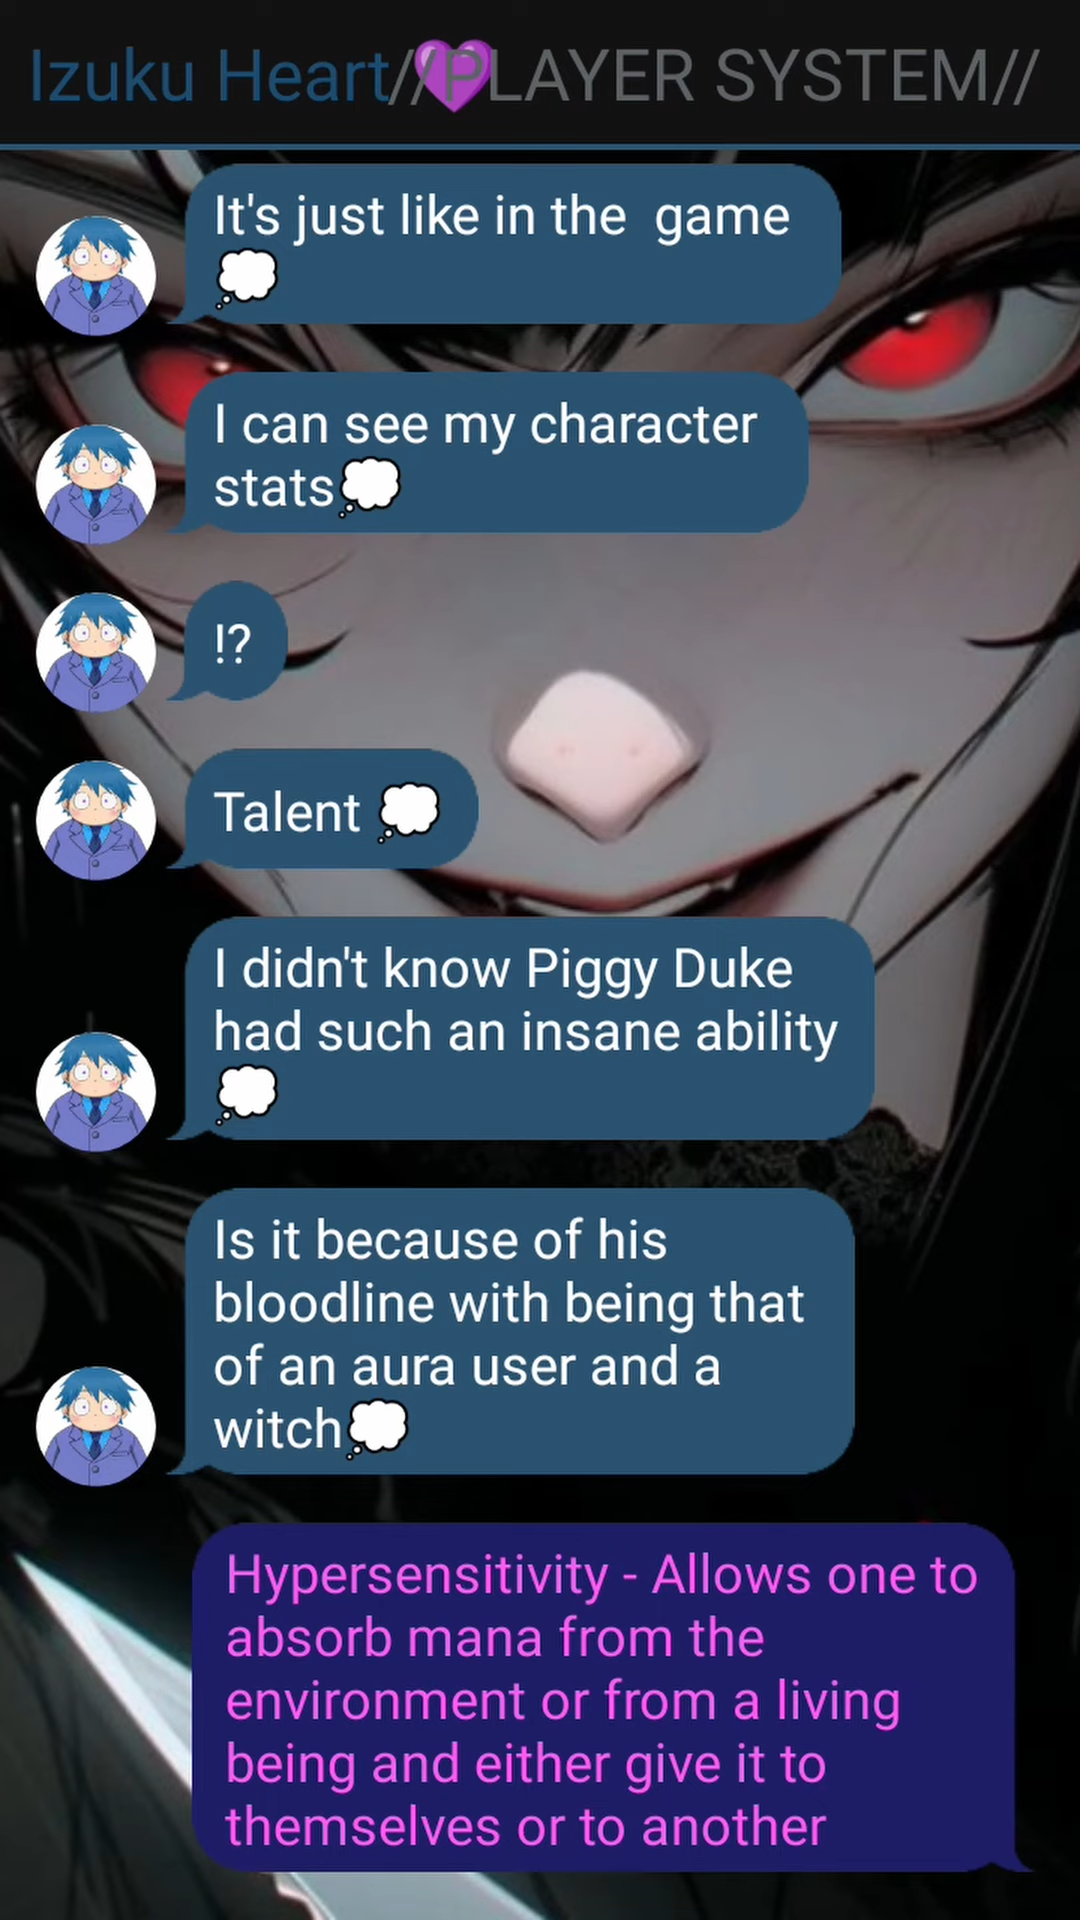 Izuku Heart//💜PLAYER SYSTEM//
It's just like in the  game
💭
I can see my character
stats💭
!?
Talent 💭
I didn't know Piggy Duke
had such an insane ability
💭
Is it because of his
bloodline with being that
of an aura user and a
witch💭
Hypersensitivity - Allows one to
absorb mana from the
environment or from a living
being and either give it to
themselves or to another